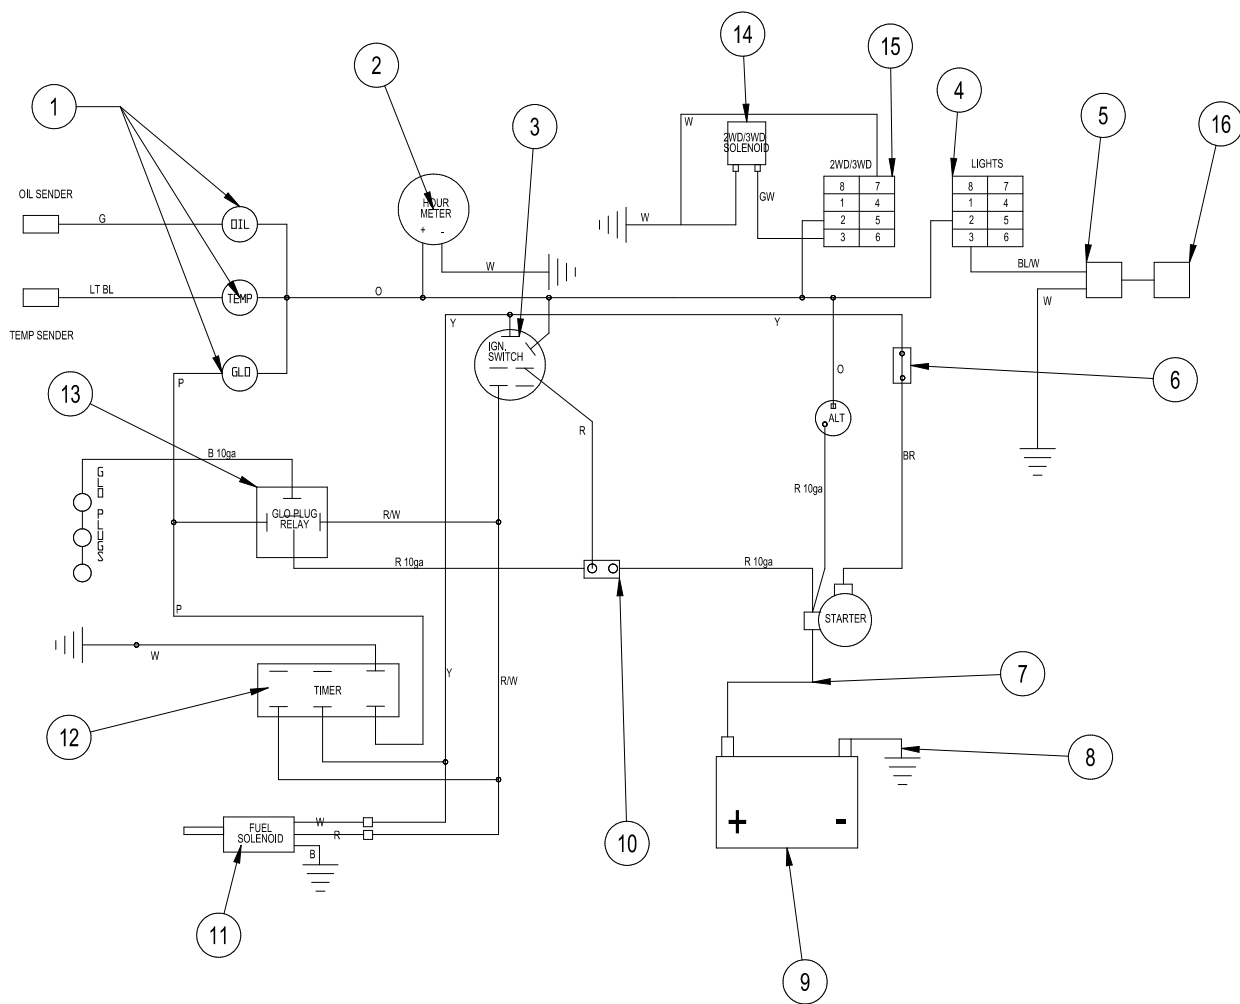 14
15
2
4
1
5
16
3
W
2WD/3WD
SOLENOID
2WD/3WD
LIGHTS
8 7
1 4
2 5
3 6
8 7
1 4
2 5
3 6
OIL SENDER
G
OIL
HOUR
METER
+ -
W
GW
W
BL/W
LT BL
TEMP
O
W
TEMP SENDER
Y
Y
IGN.
SWITCH
GLO
P
O
6
13
ALT
R
B 10ga
BR
GLO PLUGS
R 10ga
GLO PLUG
RELAY
R/W
R 10ga
R 10ga
P
STARTER
W
Y
R/W
7
TIMER
12
8
FUEL
SOLENOID
W
R
B
+ -
10
11
9